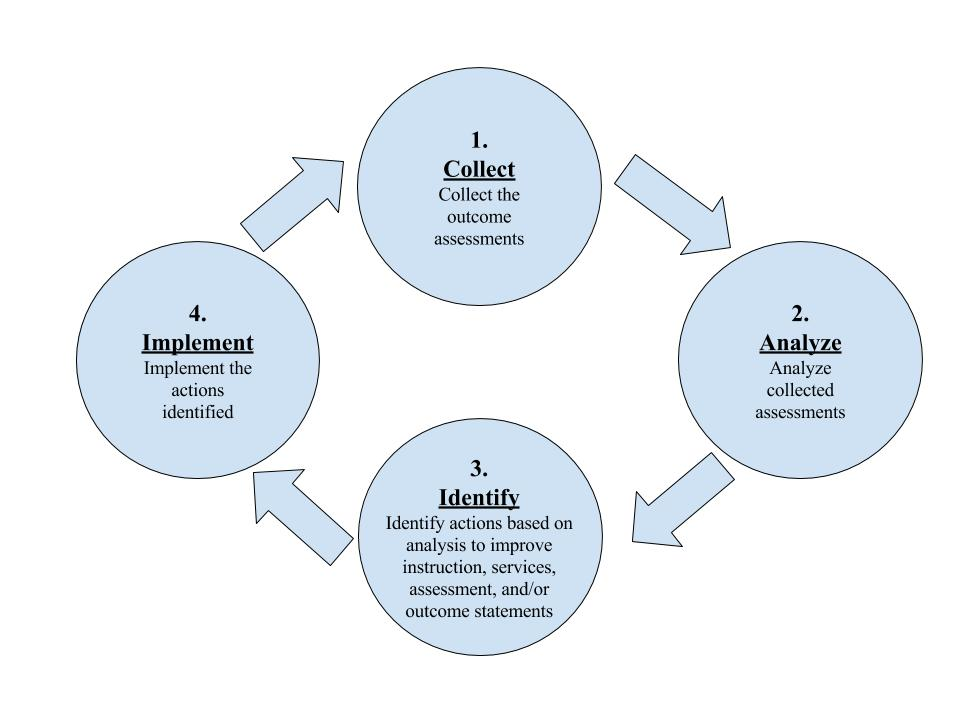 1.
Collect
Collect the
outcome
assessments
2.
Analyze
Analyze
collected
assessments
3.
Identify
Identify actions based on
analysis to improve
instruction, services,
assessment, and/or
outcome statements
4.
Implement
Implement the
actions
identified